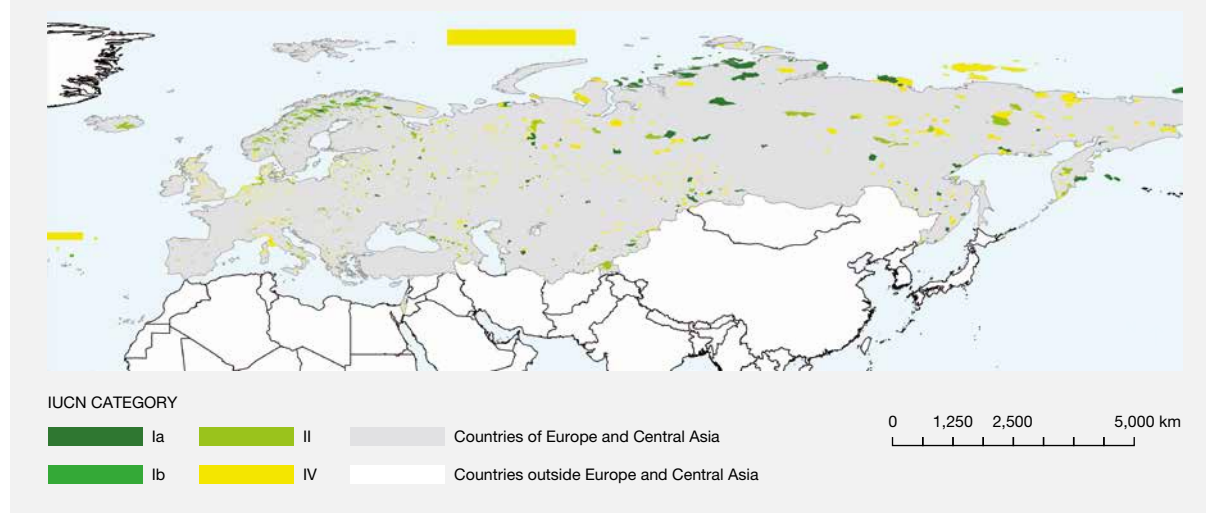 IUCN CATEGORY
Ia
II
Countries of Europe and Central Asia
Ib
IV
Countries outside Europe and Central Asia
0 1,250 2,500 5,000 km